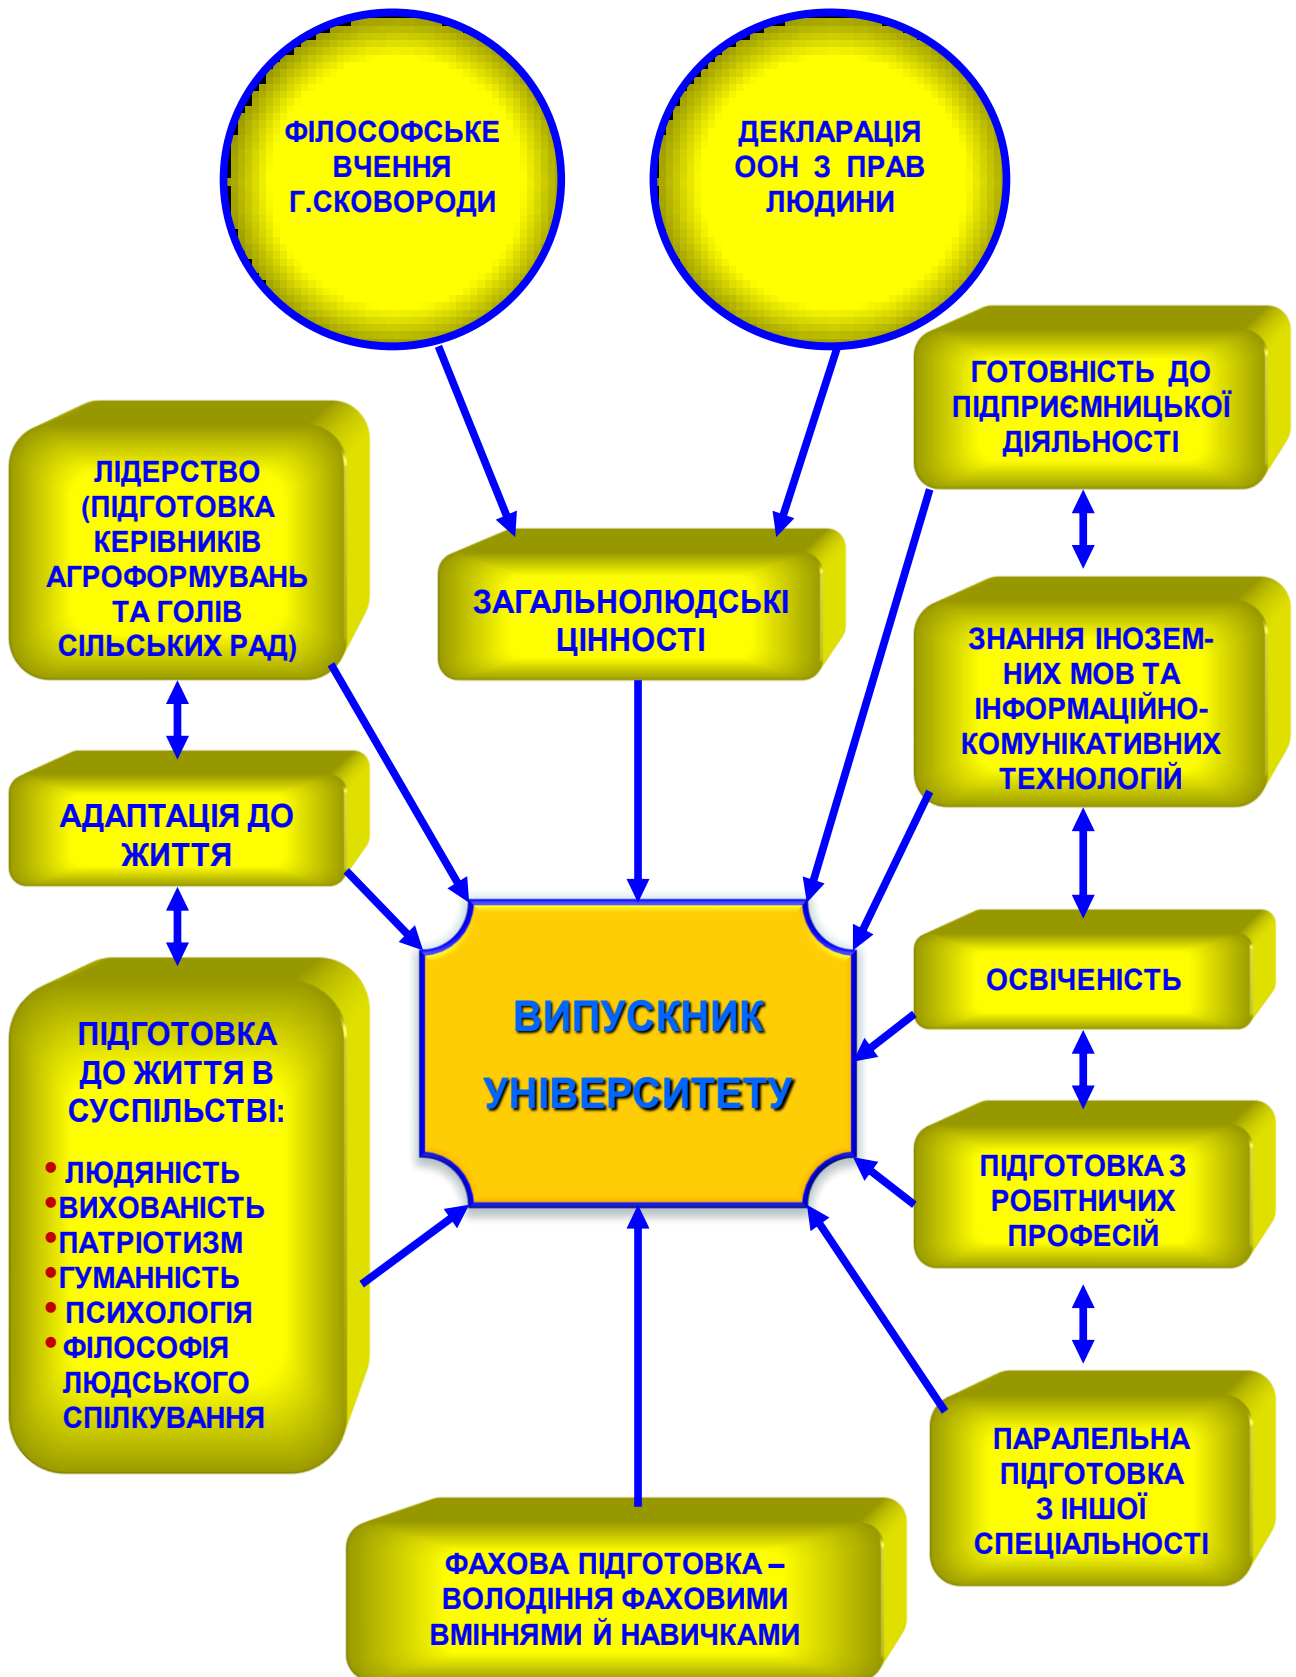 ФІЛОСОФСЬКЕ
ВЧЕННЯ
Г.СКОВОРОДИ
ДЕКЛАРАЦІЯ
ООН З ПРАВ
ЛЮДИНИ
ГОТОВНІСТЬ ДО
ПІДПРИЄМНИЦЬКОЇ
ДІЯЛЬНОСТІ
ЛІДЕРСТВО
(ПІДГОТОВКА
КЕРІВНИКІВ
АГРОФОРМУВАНЬ
ТА ГОЛІВ
СІЛЬСЬКИХ РАД)
ЗАГАЛЬНОЛЮДСЬКІ
ЦІННОСТІ
ЗНАННЯ ІНОЗЕМ-
НИХ МОВ ТА
ІНФОРМАЦІЙНО-
КОМУНІКАТИВНИХ
ТЕХНОЛОГІЙ
АДАПТАЦІЯ ДО
ЖИТТЯ
ОСВІЧЕНІСТЬ
ВИПУСКНИК
УНІВЕРСИТЕТУ
ПІДГОТОВКА
ДО ЖИТТЯ В
СУСПІЛЬСТВІ:
• ЛЮДЯНІСТЬ
•ВИХОВАНІСТЬ
•ПАТРІОТИЗМ
•ГУМАННІСТЬ
• ПСИХОЛОГІЯ
• ФІЛОСОФІЯ
ЛЮДСЬКОГО
СПІЛКУВАННЯ
ПІДГОТОВКА З
РОБІТНИЧИХ
ПРОФЕСІЙ
ПАРАЛЕЛЬНА
ПІДГОТОВКА
З ІНШОЇ
СПЕЦІАЛЬНОСТІ
ФАХОВА ПІДГОТОВКА –
ВОЛОДІННЯ ФАХОВИМИ
ВМІННЯМИ Й НАВИЧКАМИ